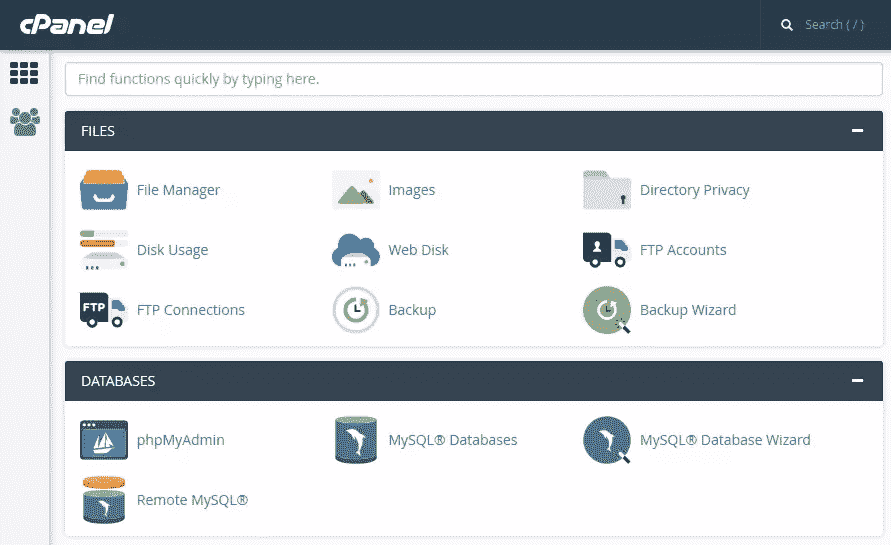 cPanel
Search ( / )
Find functions quickly by typing here.
FILES
File Manager
Images
Directory Privacy
Disk Usage
Web Disk
FTP Accounts
FTP
FTP Connections
Backup
Backup Wizard
DATABASES
phpMyAdmin
MySQL® Databases
MySQL® Database Wizard
Remote MySQL®